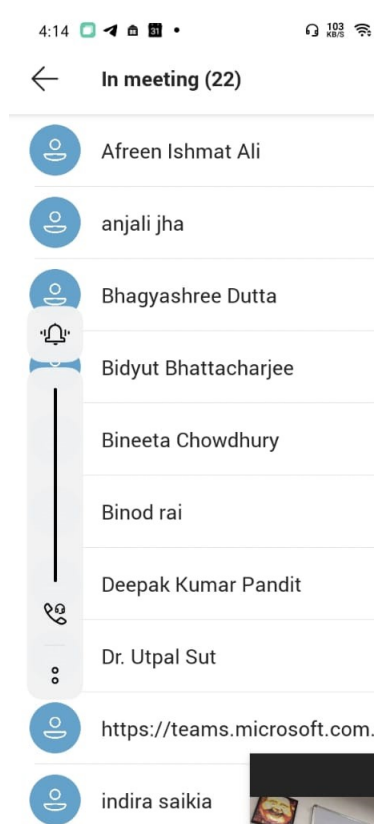 4:14 31 103 KB/S
In meeting (22)
Afreen Ishmat Ali
anjali jha
Bhagyashree Dutta
Bidyut Bhattacharjee
Bineeta Chowdhury
Binod rai
Deepak Kumar Pandit
Dr. Utpal Sut
https://teams.microsoft.com.
indira saikia